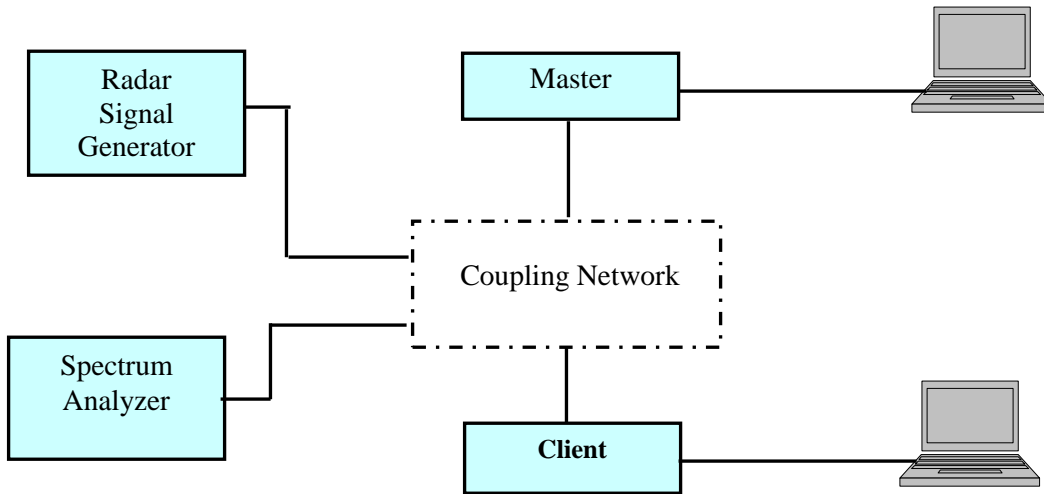 Radar
Signal
Generator
Master
Coupling Network
Spectrum
Analyzer
Client